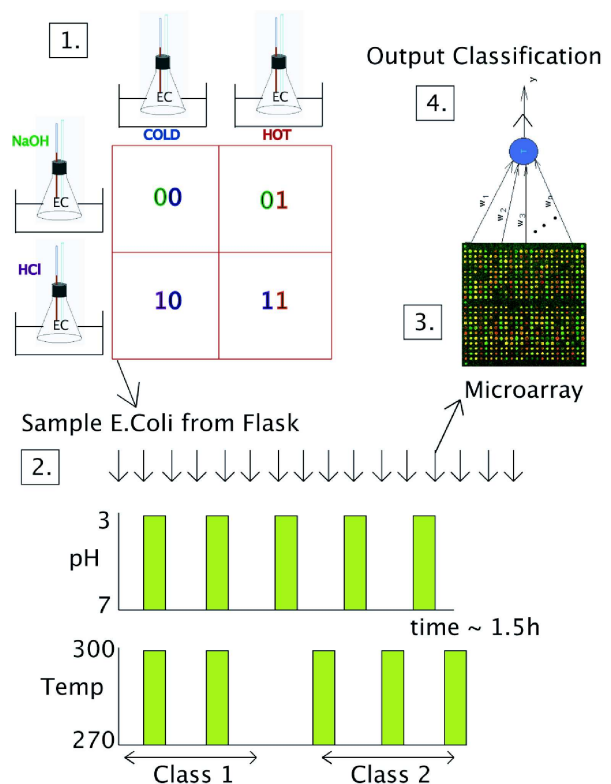 1.
EC
EC
COLD
HOT
NaOH
EC
00
01
HCl
EC
10
11
Output Classification
4.
y
w1
w2
w3
3.
Microarray
Sample E.Coli from Flask
2.
3
pH
7
time ~ 1.5h
300
Temp
270
Class 1
Class 2